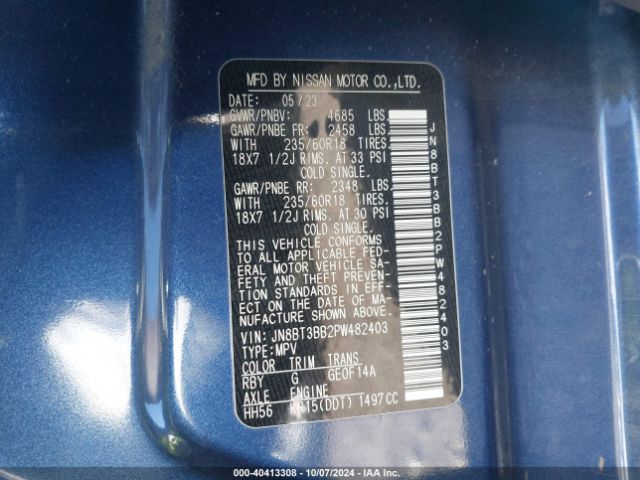 MFD BY NISSAN MOTOR CO.,LTD.
DATE: 05/23
GVWR/PNBV: 4685 LBS.
GAWR/PNBE FR: 2458 LBS.
WITH 235/60R18 TIRES.
18X7 1/2J RIMS. AT 33 PSI
COLD SINGLE.
GAWR/PNBE RR: 2348 LBS.
WITH 235/60R18 TIRES.
18X7 1/2J RIMS. AT 30 PSI
COLD SINGLE.
THIS VEHICLE CONFORMS
TO ALL APPLICABLE FED-
ERAL MOTOR VEHICLE SA-
FETY AND THEFT PREVEN-
TION STANDARDS IN EFF-
ECT ON THE DATE OF MA-
NUFACTURE SHOWN ABOVE.
VIN: JN8BT3BB2PW482403
TYPE:MPV
COLOR TRIM TRANS
RBY G GE0F14A
AXLE ENGINE
HH56 KR15(DDT) 1497CC
JN8BT3BB2PW482403
000-40413308 | 10/07/2024 | IAA Inc.